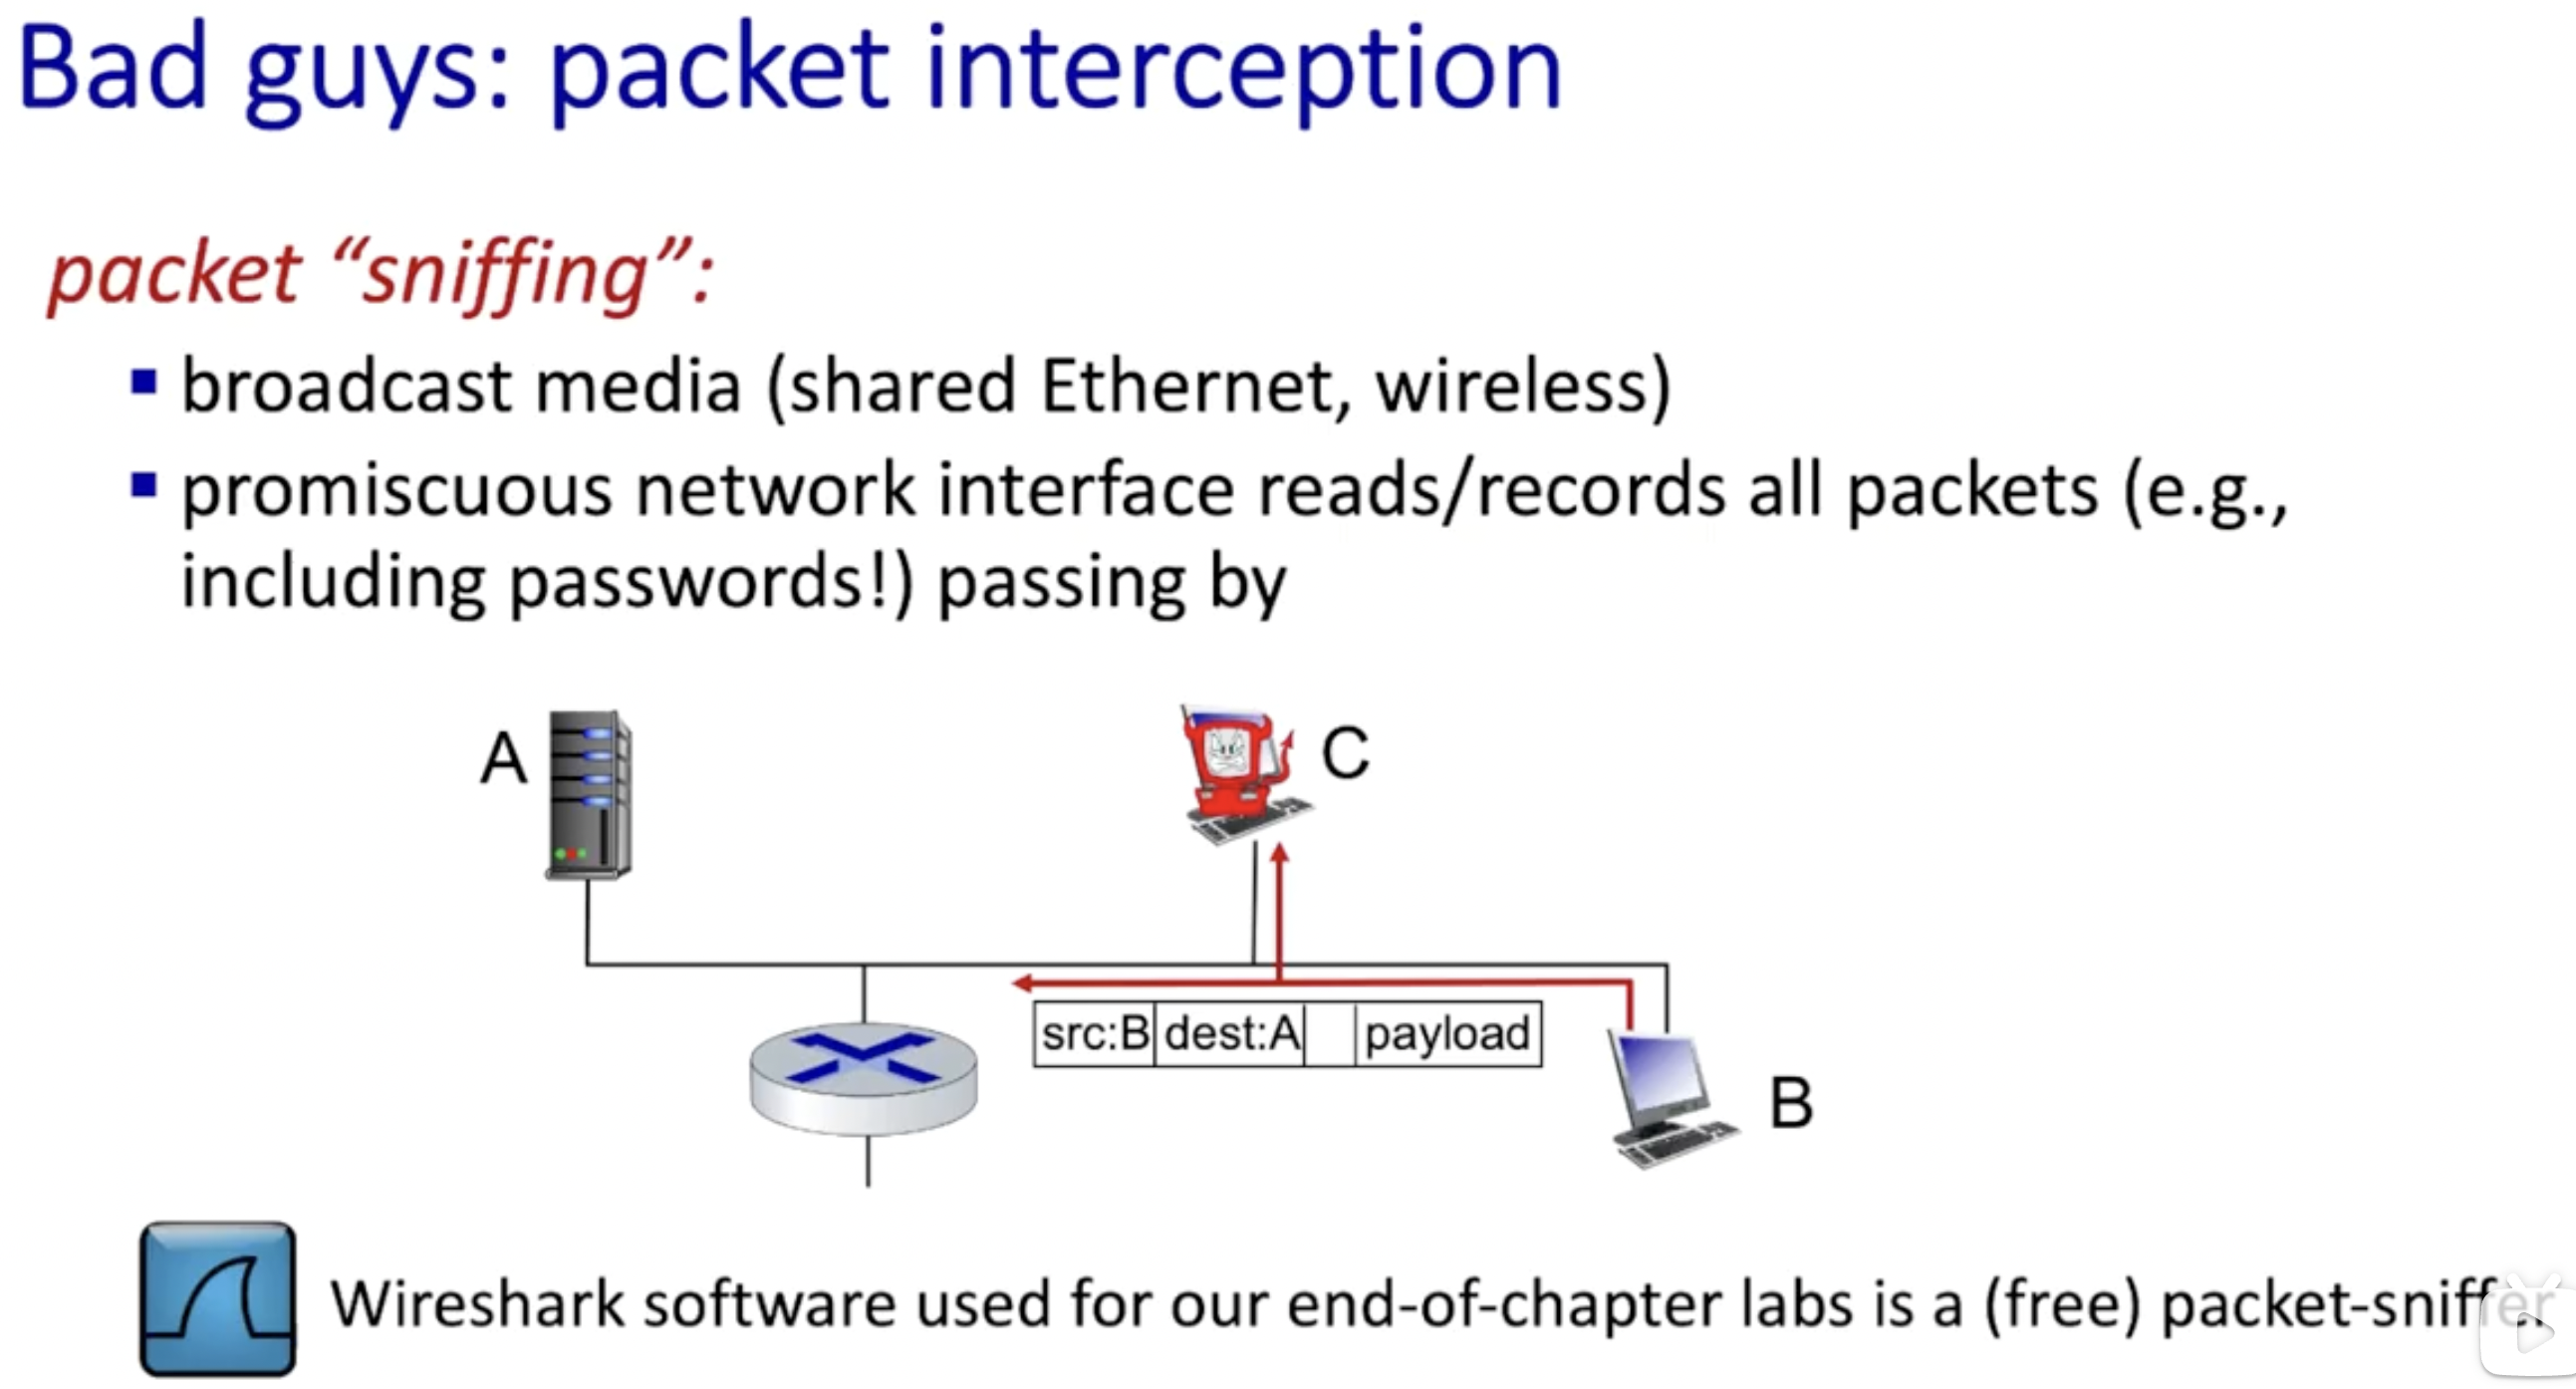 Bad guys: packet interception
packet “sniffing”:
broadcast media (shared Ethernet, wireless)
promiscuous network interface reads/records all packets (e.g.,
including passwords!) passing by
A
C
src:B dest:A payload
B
Wireshark software used for our end-of-chapter labs is a (free) packet-sniffer